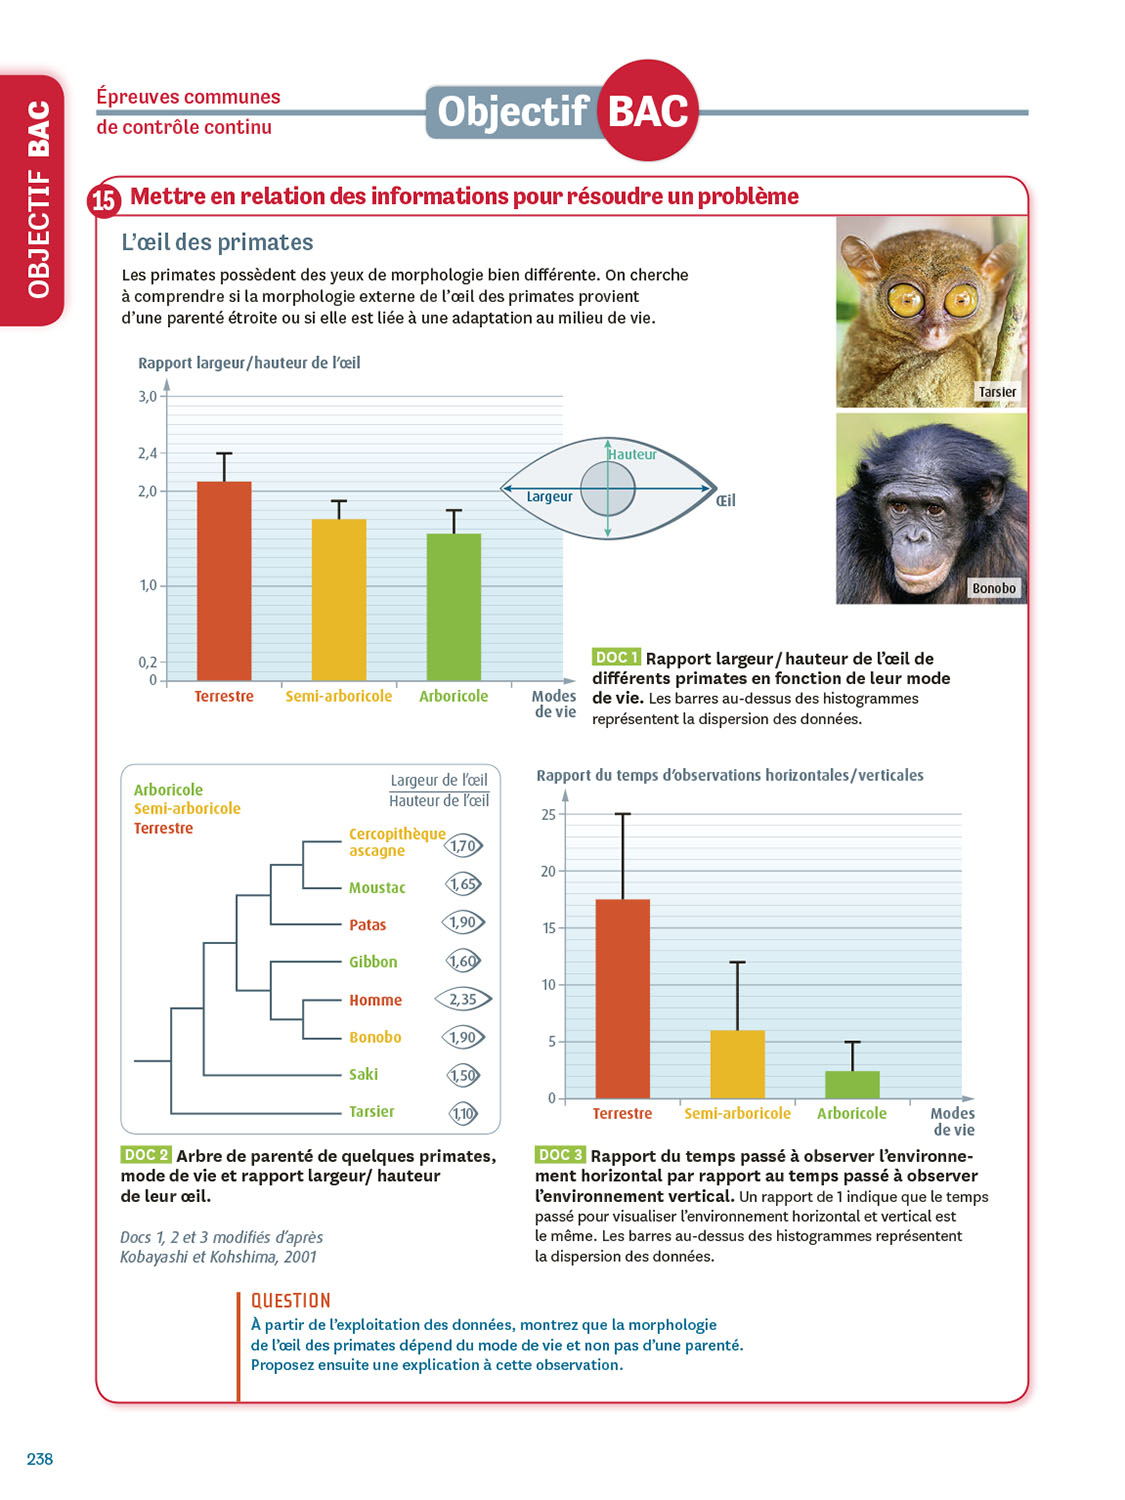 OBJECTIF BAC
Épreuves communes
de contrôle continu
Objectif BAC
15 Mettre en relation des informations pour résoudre un problème
L'œil des primates
Les primates possèdent des yeux de morphologie bien différente. On cherche
à comprendre si la morphologie externe de l'œil des primates provient
d'une parenté étroite ou si elle est liée à une adaptation au milieu de vie.
Tarsier
Bonobo
Rapport largeur/hauteur de l'œil
3,0
2,4
2,0
1,0
0,2
0
Terrestre
Semi-arboricole
Arboricole
Modes
de vie
Hauteur
Largeur
Œil
DOC 1 Rapport largeur/hauteur de l'œil de
différents primates en fonction de leur mode
de vie. Les barres au-dessus des histogrammes
représentent la dispersion des données.
Arboricole
Semi-arboricole
Terrestre
Largeur de l'œil
Hauteur de l'œil
Cercopithèque
ascagne
1,70
Moustac
1,65
Patas
1,90
Gibbon
1,60
Homme
2,35
Bonobo
1,90
Saki
1,50
Tarsier
1,10
DOC 2 Arbre de parenté de quelques primates,
mode de vie et rapport largeur/ hauteur
de leur œil.
Docs 1, 2 et 3 modifiés d'après
Kobayashi et Kohshima, 2001
Rapport du temps d'observations horizontales/verticales
25
20
15
10
5
0
Terrestre
Semi-arboricole
Arboricole
Modes
de vie
DOC 3 Rapport du temps passé à observer l'environne-
ment horizontal par rapport au temps passé à observer
l'environnement vertical. Un rapport de 1 indique que le temps
passé pour visualiser l'environnement horizontal et vertical est
le même. Les barres au-dessus des histogrammes représentent
la dispersion des données.
QUESTION
À partir de l'exploitation des données, montrez que la morphologie
de l'œil des primates dépend du mode de vie et non pas d'une parenté.
Proposez ensuite une explication à cette observation.
238